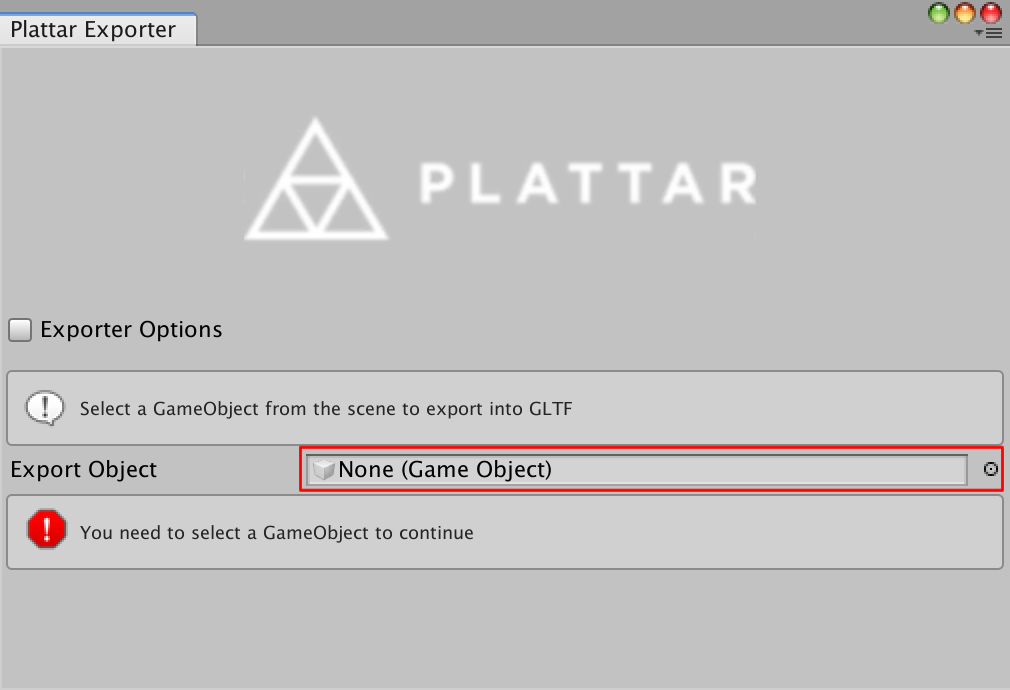 Plattar Exporter
PLATTAR
Exporter Options
Select a GameObject from the scene to export into GLTF
Export Object
None (Game Object)
You need to select a GameObject to continue